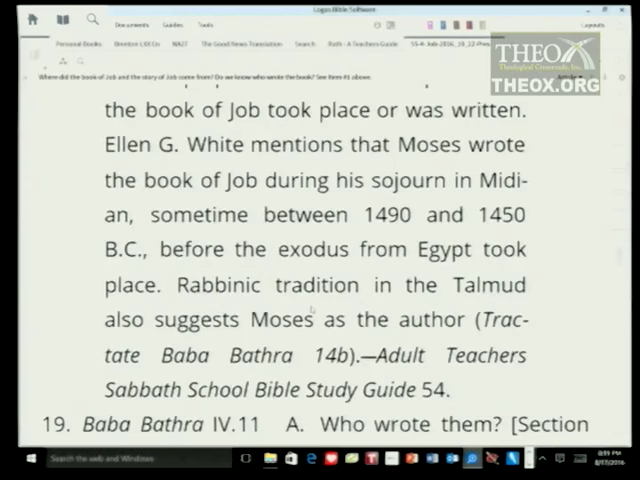 Logos Bible Software
Documents Guides Tools
Layouts
Personal Books
NA27 The Good News Translation Search Ruth - A Teachers Guide
THEOX
THEOX.ORG
Where did the book of Job and the story of Job come from? Do we know who wrote the book? See Item #1 above.
the book of Job took place or was written.
Ellen G. White mentions that Moses wrote
the book of Job during his sojourn in Midi-
an, sometime between 1490 and 1450
B.C., before the exodus from Egypt took
place. Rabbinic tradition in the Talmud
also suggests Moses as the author (Trac-
tate Baba Bathra 14b).—Adult Teachers
Sabbath School Bible Study Guide 54.
19. Baba Bathra IV.11 A. Who wrote them? [Section
Search the web and Windows